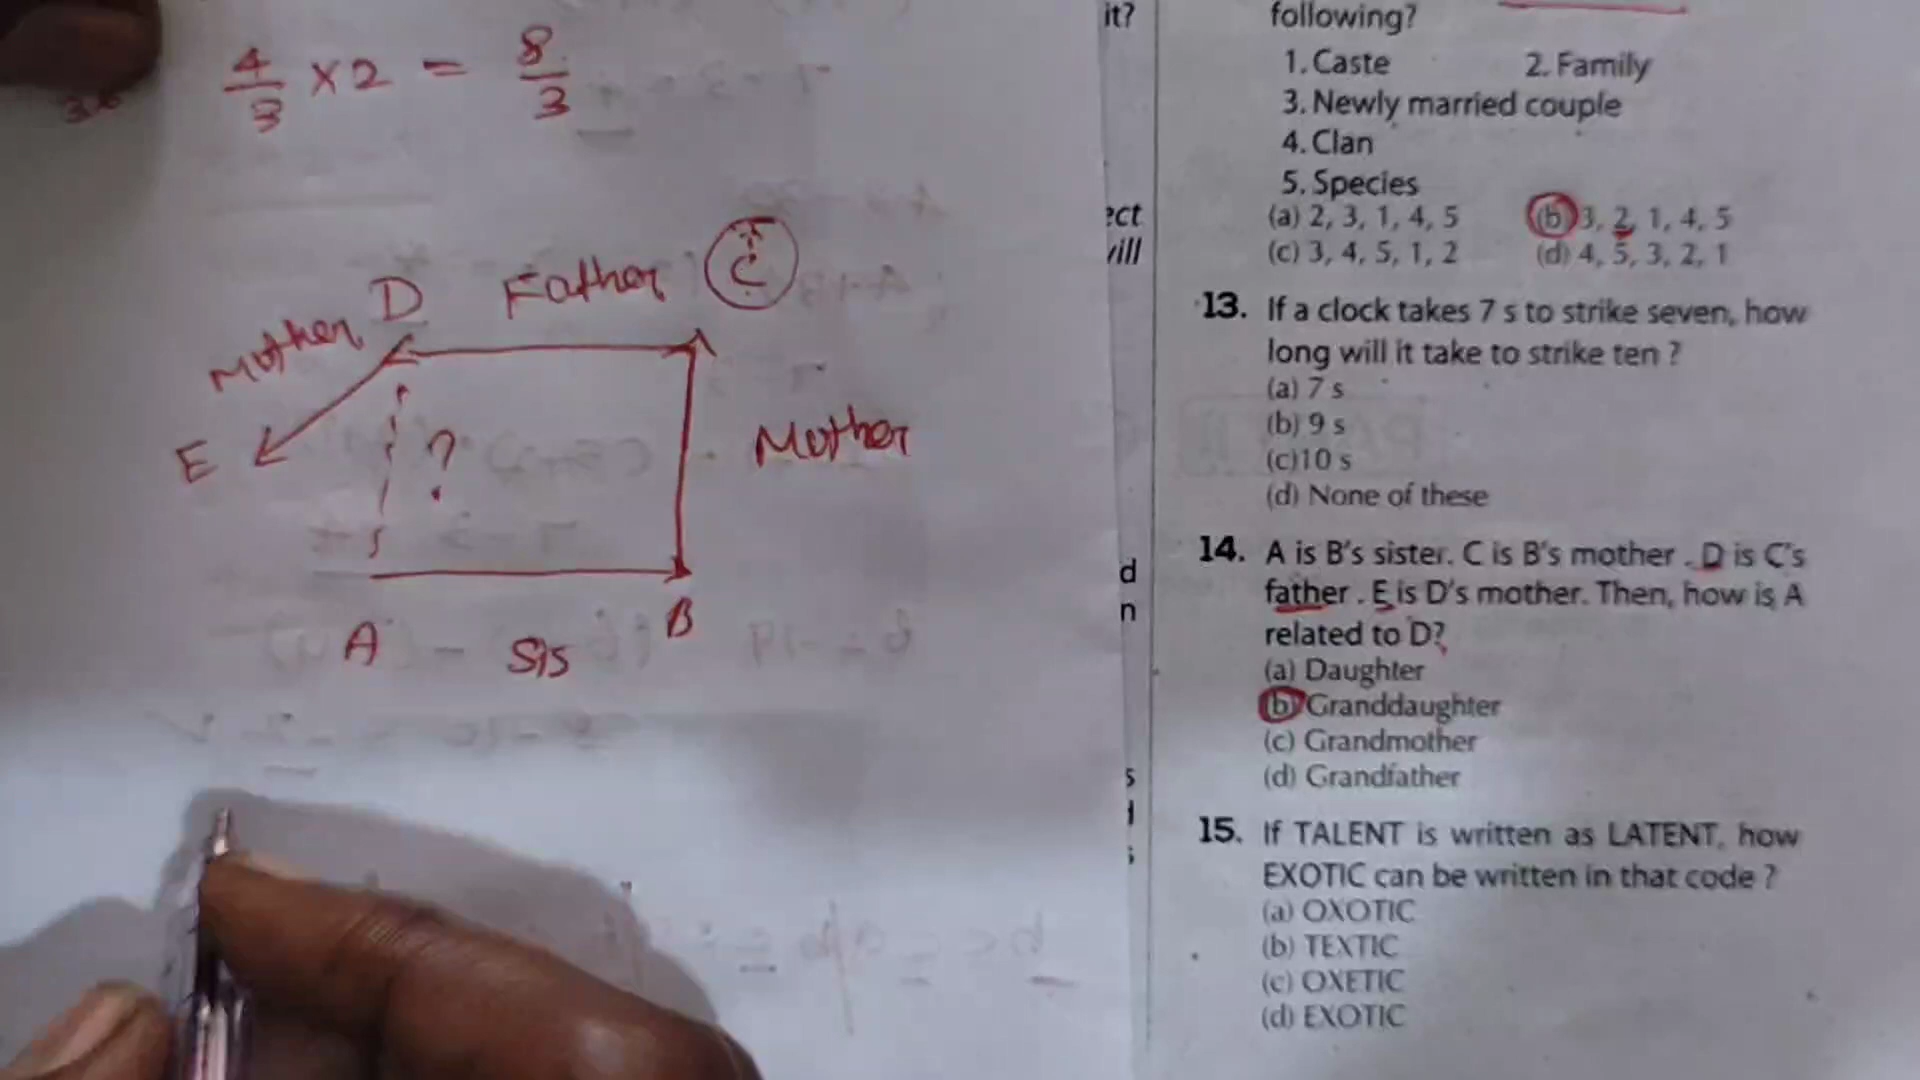 4/3 × 2 = 8/3
D Father C
Mother
E ? Mother
A - Sis B
it?
ect
vill
d
n
s
following?
1. Caste 2. Family
3. Newly married couple
4. Clan
5. Species
(a) 2, 3, 1, 4, 5 (b) 3, 2, 1, 4, 5
(c) 3, 4, 5, 1, 2 (d) 4, 5, 3, 2, 1
13. If a clock takes 7 s to strike seven, how
long will it take to strike ten ?
(a) 7 s
(b) 9 s
(c)10 s
(d) None of these
14. A is B's sister. C is B's mother . D is C's
father . E is D's mother. Then, how is A
related to D?
(a) Daughter
(b) Granddaughter
(c) Grandmother
(d) Grandfather
15. If TALENT is written as LATENT, how
EXOTIC can be written in that code ?
(a) OXOTIC
(b) TEXTIC
(c) OXETIC
(d) EXOTIC